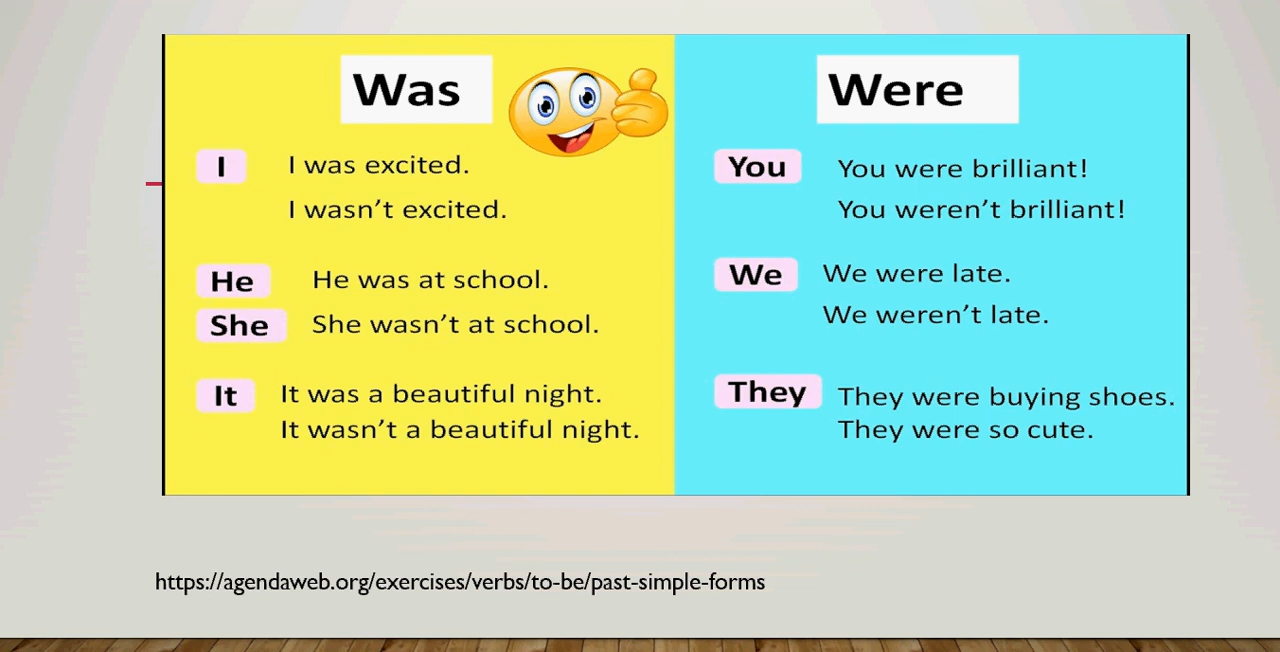 Was
I
I was excited.
I wasn’t excited.
He
He was at school.
She
She wasn’t at school.
It
It was a beautiful night.
It wasn’t a beautiful night.
Were
You
You were brilliant!
You weren’t brilliant!
We
We were late.
We weren’t late.
They
They were buying shoes.
They were so cute.
https://agendaweb.org/exercises/verbs/to-be/past-simple-forms